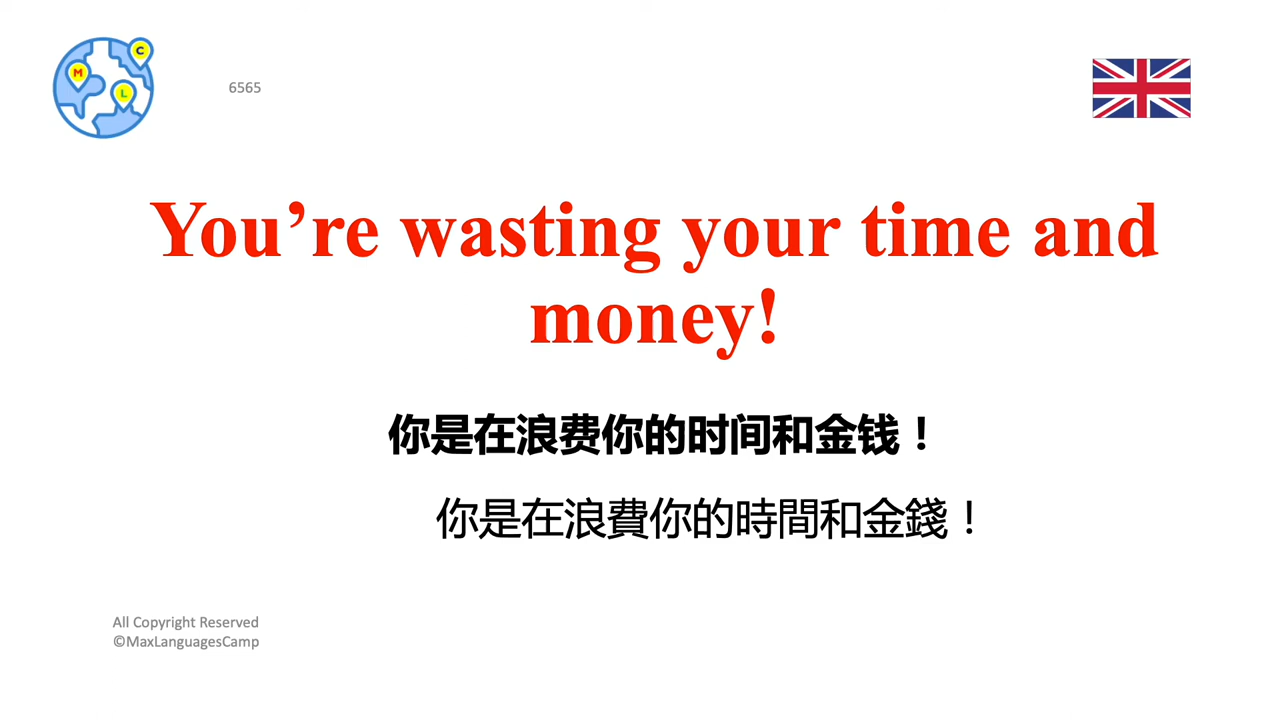 M
C
L
6565
You’re wasting your time and
money!
你是在浪费你的时间和金钱！
你是在浪費你的時間和金錢！
All Copyright Reserved
©MaxLanguagesCamp